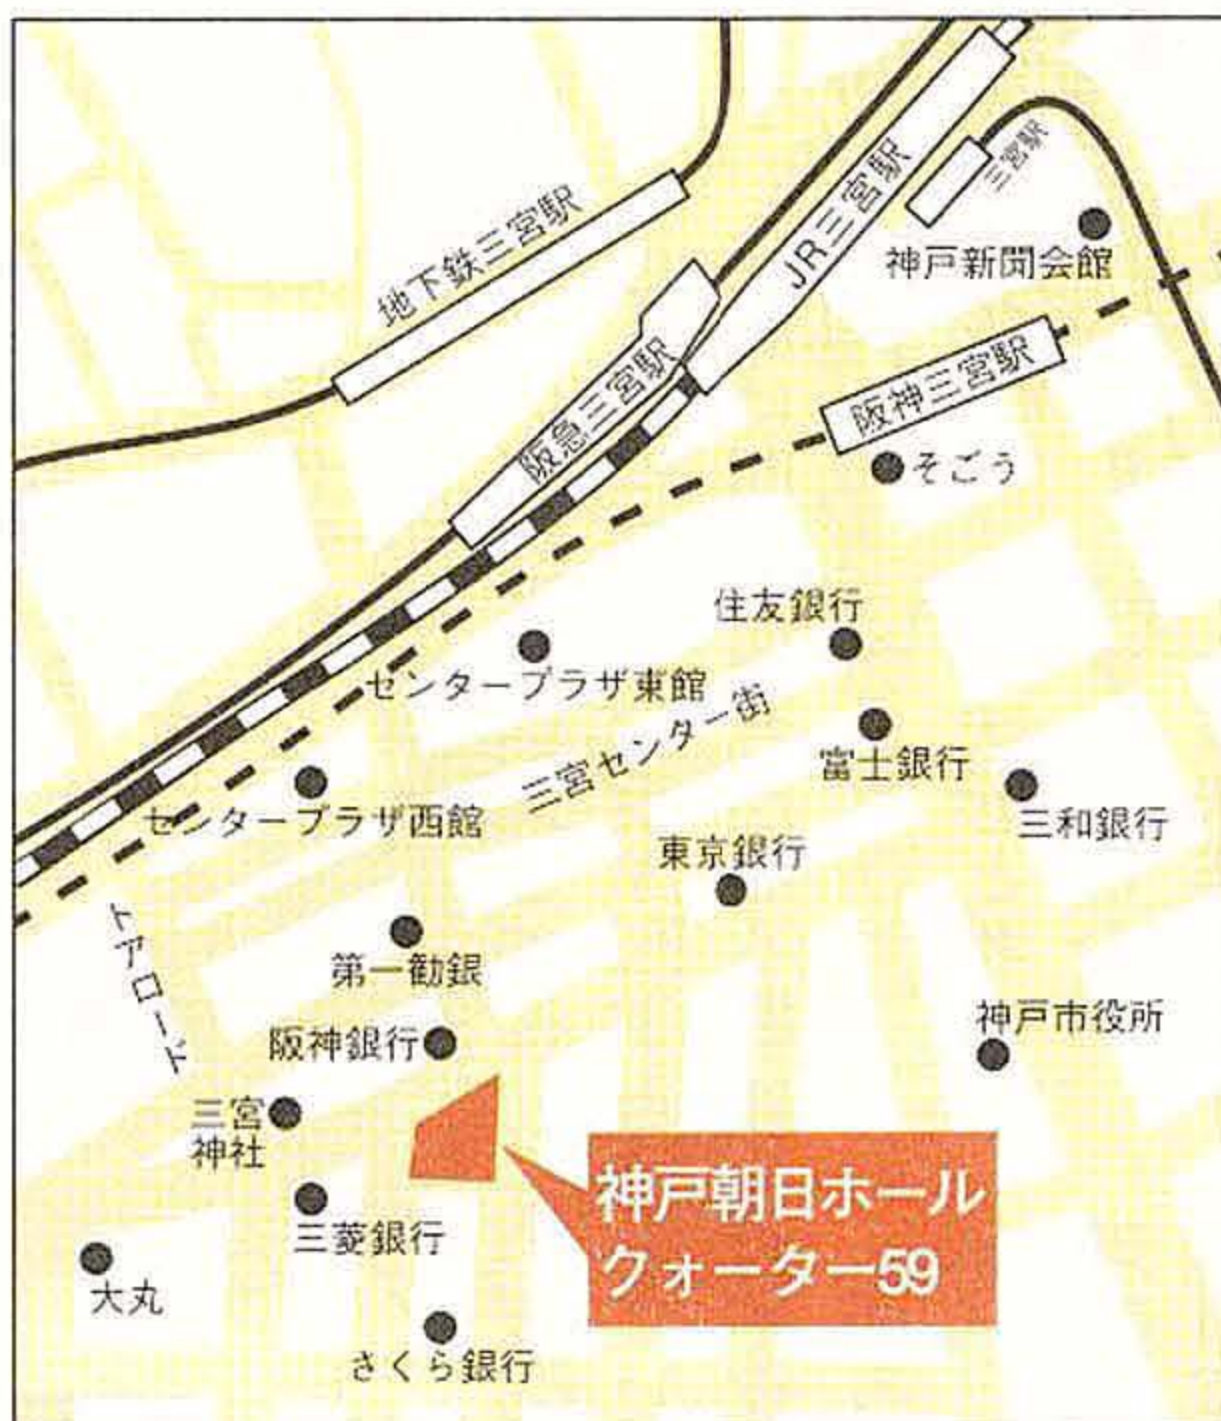 三宮駅
JR三宮駅
地下鉄三宮駅
神戸新聞会館
阪急三宮駅
阪神三宮駅
そごう
住友銀行
センタープラザ東館
三宮センター街
富士銀行
センタープラザ西館
三和銀行
東京銀行
トアロード
第一勧銀
阪神銀行
神戸市役所
三宮
神社
神戸朝日ホール
クォーター59
三菱銀行
大丸
さくら銀行